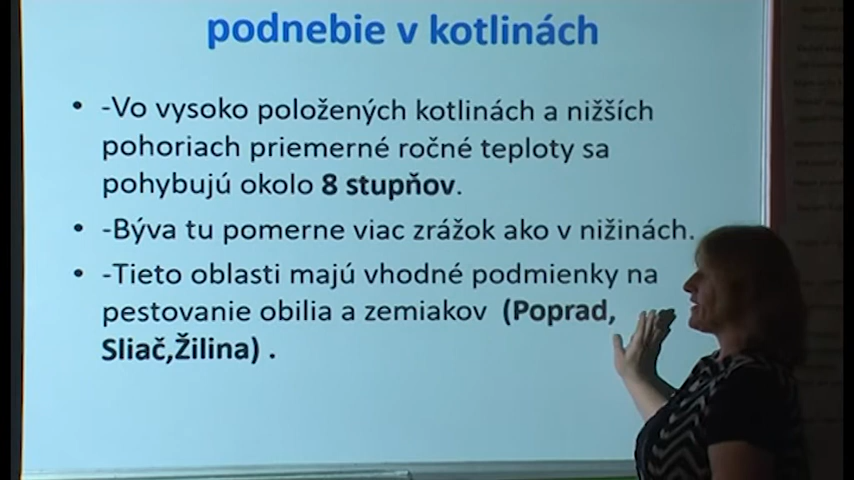 podnebie v kotlinách
• -Vo vysoko položených kotlinách a nižších
pohoriach priemerné ročné teploty sa
pohybujú okolo 8 stupňov.
• -Býva tu pomerne viac zrážok ako v nižinách.
• -Tieto oblasti majú vhodné podmienky na
pestovanie obilia a zemiakov (Poprad,
Sliač,Žilina) .